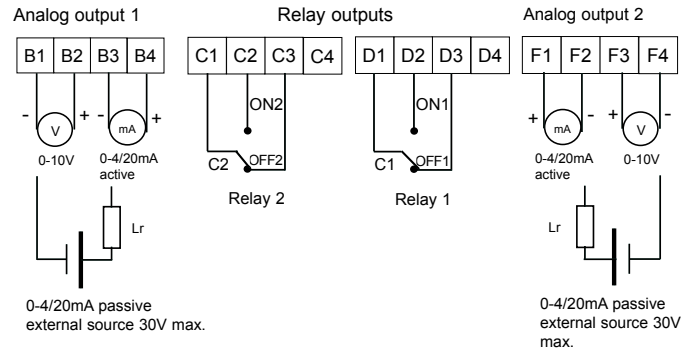 Analog output 1
Relay outputs
Analog output 2
B1 B2 B3 B4
C1 C2 C3 C4
D1 D2 D3 D4
F1 F2 F3 F4
ON2
ON1
- + - +
+ - + -
V
mA
mA
V
0-10V
0-4/20mA
active
C2
OFF2
C1
OFF1
0-4/20mA
active
0-10V
Relay 2
Relay 1
Lr
Lr
0-4/20mA passive
external source 30V max.
0-4/20mA passive
external source 30V
max.